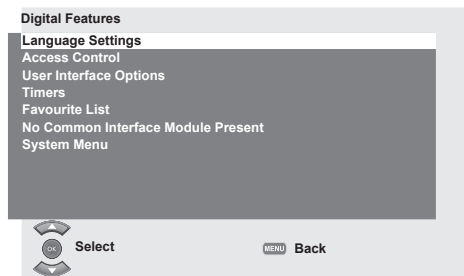 Digital Features
Language Settings
Access Control
User Interface Options
Timers
Favourite List
No Common Interface Module Present
System Menu
OK Select MENU Back